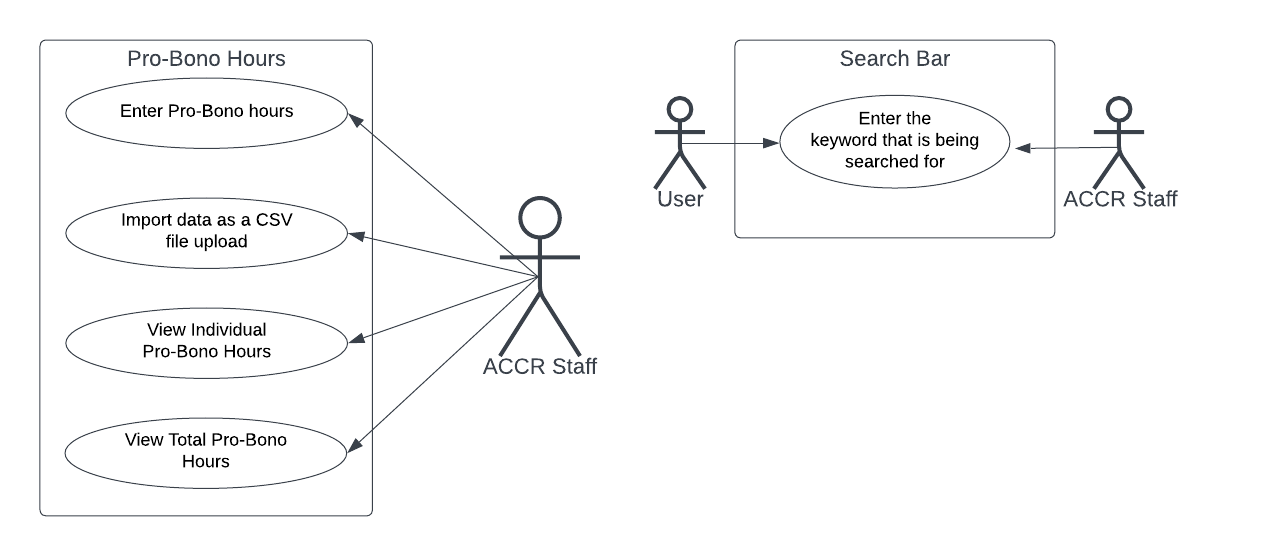 Pro-Bono Hours
Enter Pro-Bono hours
Import data as a CSV
file upload
View Individual
Pro-Bono Hours
View Total Pro-Bono
Hours
ACCR Staff
Search Bar
Enter the
keyword that is being
searched for
User
ACCR Staff